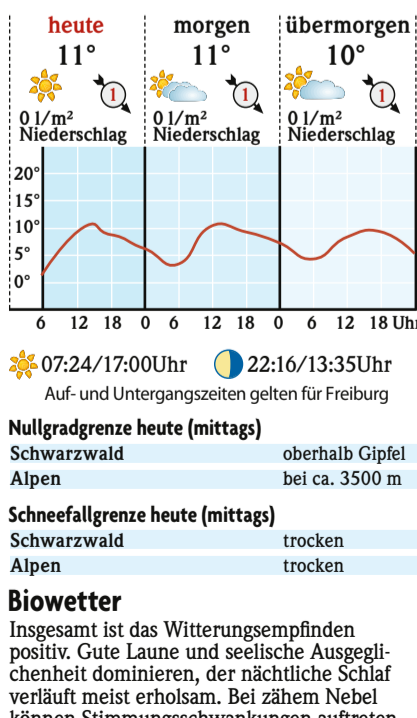 heute morgen übermorgen
11° 11° 10°
1 1 1
0 l/m² 0 l/m² 0 l/m²
Niederschlag Niederschlag Niederschlag
20°
15°
10°
5°
0°
6 12 18 0 6 12 18 0 6 12 18 Uhr
07:24/17:00Uhr 22:16/13:35Uhr
Auf- und Untergangszeiten gelten für Freiburg
Nullgradgrenze heute (mittags)
Schwarzwald oberhalb Gipfel
Alpen bei ca. 3500 m
Schneefallgrenze heute (mittags)
Schwarzwald trocken
Alpen trocken
Biowetter
Insgesamt ist das Witterungsempfinden
positiv. Gute Laune und seelische Ausgegli-
chenheit dominieren, der nächtliche Schlaf
verläuft meist erholsam. Bei zähem Nebel
können Stimmungsschwankungen auftreten